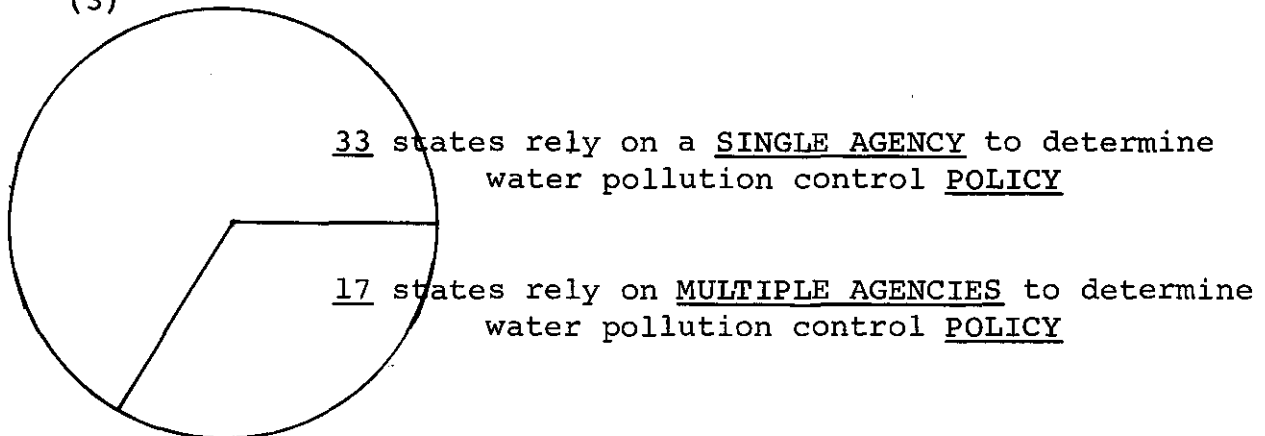 (3)
33 states rely on a SINGLE AGENCY to determine
water pollution control POLICY
17 states rely on MULTIPLE AGENCIES to determine
water pollution control POLICY